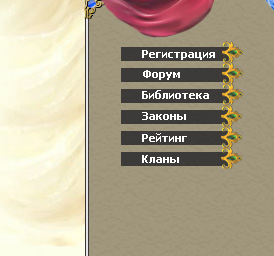 Регистрация
Форум
Библиотека
Законы
Рейтинг
Кланы